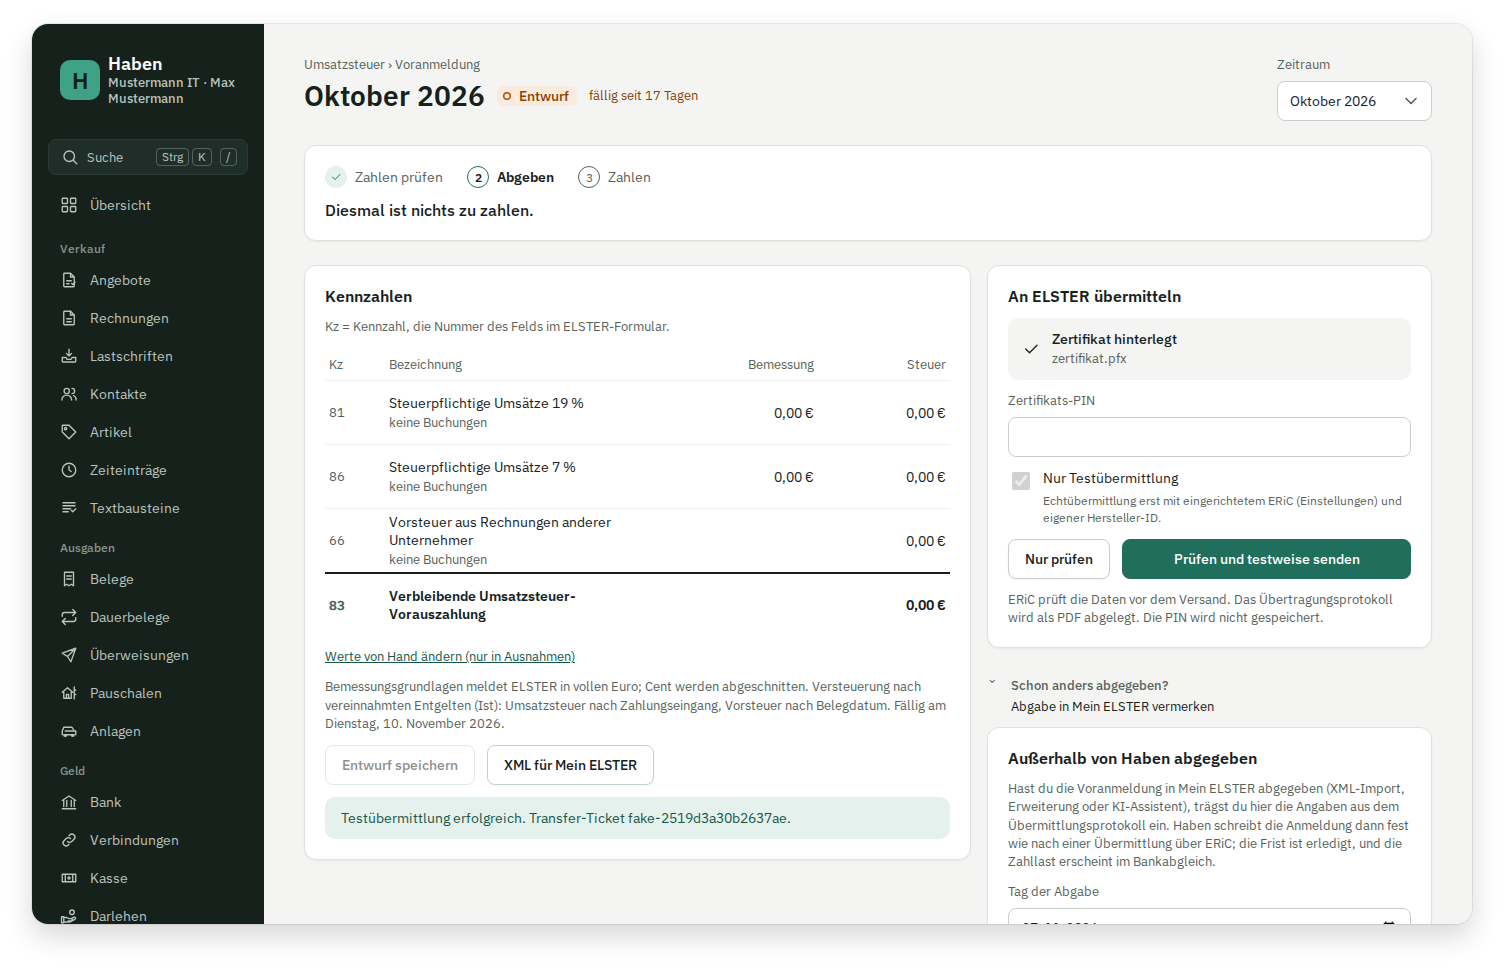 Haben
Mustermann IT · Max
Mustermann
Suche Strg K /
Übersicht
Verkauf
Angebote
Rechnungen
Lastschriften
Kontakte
Artikel
Zeiteinträge
Textbausteine
Ausgaben
Belege
Dauerbelege
Überweisungen
Pauschalen
Anlagen
Geld
Bank
Verbindungen
Kasse
Darlehen
Umsatzsteuer › Voranmeldung
Oktober 2026 Entwurf fällig seit 17 Tagen
Zeitraum
Oktober 2026
Zahlen prüfen 2 Abgeben 3 Zahlen
Diesmal ist nichts zu zahlen.
Kennzahlen
Kz = Kennzahl, die Nummer des Felds im ELSTER-Formular.
Kz Bezeichnung Bemessung Steuer
81 Steuerpflichtige Umsätze 19 % 0,00 € 0,00 €
keine Buchungen
86 Steuerpflichtige Umsätze 7 % 0,00 € 0,00 €
keine Buchungen
66 Vorsteuer aus Rechnungen anderer
Unternehmer 0,00 €
keine Buchungen
83 Verbleibende Umsatzsteuer-
Vorauszahlung 0,00 €
Werte von Hand ändern (nur in Ausnahmen)
Bemessungsgrundlagen meldet ELSTER in vollen Euro; Cent werden abgeschnitten. Versteuerung nach
vereinnahmten Entgelten (Ist): Umsatzsteuer nach Zahlungseingang, Vorsteuer nach Belegdatum. Fällig am
Dienstag, 10. November 2026.
Entwurf speichern XML für Mein ELSTER
Testübermittlung erfolgreich. Transfer-Ticket fake-2519d3a30b2637ae.
An ELSTER übermitteln
Zertifikat hinterlegt
zertifikat.pfx
Zertifikats-PIN
Nur Testübermittlung
Echtübermittlung erst mit eingerichtetem ERiC (Einstellungen) und
eigener Hersteller-ID.
Nur prüfen Prüfen und testweise senden
ERiC prüft die Daten vor dem Versand. Das Übertragungsprotokoll
wird als PDF abgelegt. Die PIN wird nicht gespeichert.
Schon anders abgegeben?
Abgabe in Mein ELSTER vermerken
Außerhalb von Haben abgegeben
Hast du die Voranmeldung in Mein ELSTER abgegeben (XML-Import,
Erweiterung oder KI-Assistent), trägst du hier die Angaben aus dem
Übermittlungsprotokoll ein. Haben schreibt die Anmeldung dann fest
wie nach einer Übermittlung über ERiC; die Frist ist erledigt, und die
Zahllast erscheint im Bankabgleich.
Tag der Abgabe